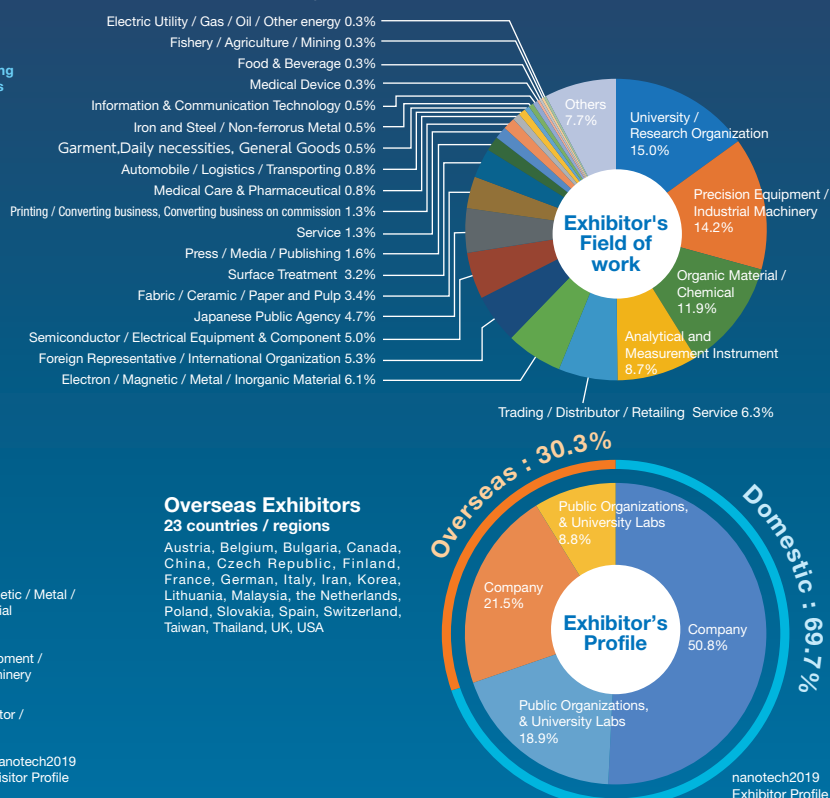 Electric Utility / Gas / Oil / Other energy 0.3%
Fishery / Agriculture / Mining 0.3%
Food & Beverage 0.3%
Medical Device 0.3%
Information & Communication Technology 0.5%
Iron and Steel / Non-ferrorus Metal 0.5%
Garment,Daily necessities, General Goods 0.5%
Automobile / Logistics / Transporting 0.8%
Medical Care & Pharmaceutical 0.8%
Printing / Converting business, Converting business on commission 1.3%
Service 1.3%
Press / Media / Publishing 1.6%
Surface Treatment 3.2%
Fabric / Ceramic / Paper and Pulp 3.4%
Japanese Public Agency 4.7%
Semiconductor / Electrical Equipment & Component 5.0%
Foreign Representative / International Organization 5.3%
Electron / Magnetic / Metal / Inorganic Material 6.1%
Others
7.7%
University /
Research Organization
15.0%
Precision Equipment /
Industrial Machinery
14.2%
Organic Material /
Chemical
11.9%
Analytical and
Measurement Instrument
8.7%
Trading / Distributor / Retailing Service 6.3%
Exhibitor's
Field of
work
Overseas Exhibitors
23 countries / regions
Austria, Belgium, Bulgaria, Canada,
China, Czech Republic, Finland,
France, German, Italy, Iran, Korea,
Lithuania, Malaysia, the Netherlands,
Poland, Slovakia, Spain, Switzerland,
Taiwan, Thailand, UK, USA
Overseas : 30.3%
Domestic : 69.7%
Public Organizations,
& University Labs
8.8%
Company
21.5%
Exhibitor’s
Profile
Company
50.8%
Public Organizations,
& University Labs
18.9%
nanotech2019
Exhibitor Profile
etic / Metal /
ial
pment /
hinery
tor /
anotech2019
isitor Profile
ng
s